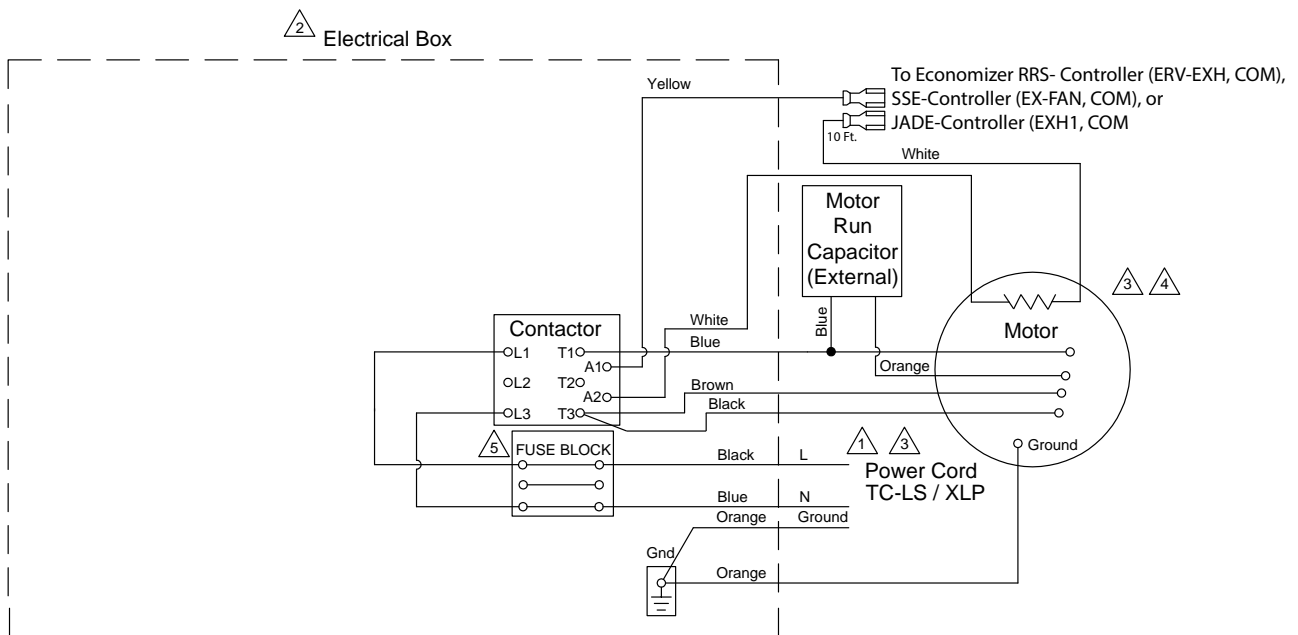 2 Electrical Box
Yellow
To Economizer RRS- Controller (ERV-EXH, COM),
SSE-Controller (EX-FAN, COM), or
JADE-Controller (EXH1, COM
10 Ft.
White
Motor
Run
Capacitor
(External)
3 4
Blue
Motor
Contactor
White
L1 T1 Blue
A1
Orange
L2 T2
A2 Brown
L3 T3 Black
5 FUSE BLOCK
1 3
Ground
Black L
Power Cord
TC-LS / XLP
Blue N
Orange Ground
Gnd
Orange